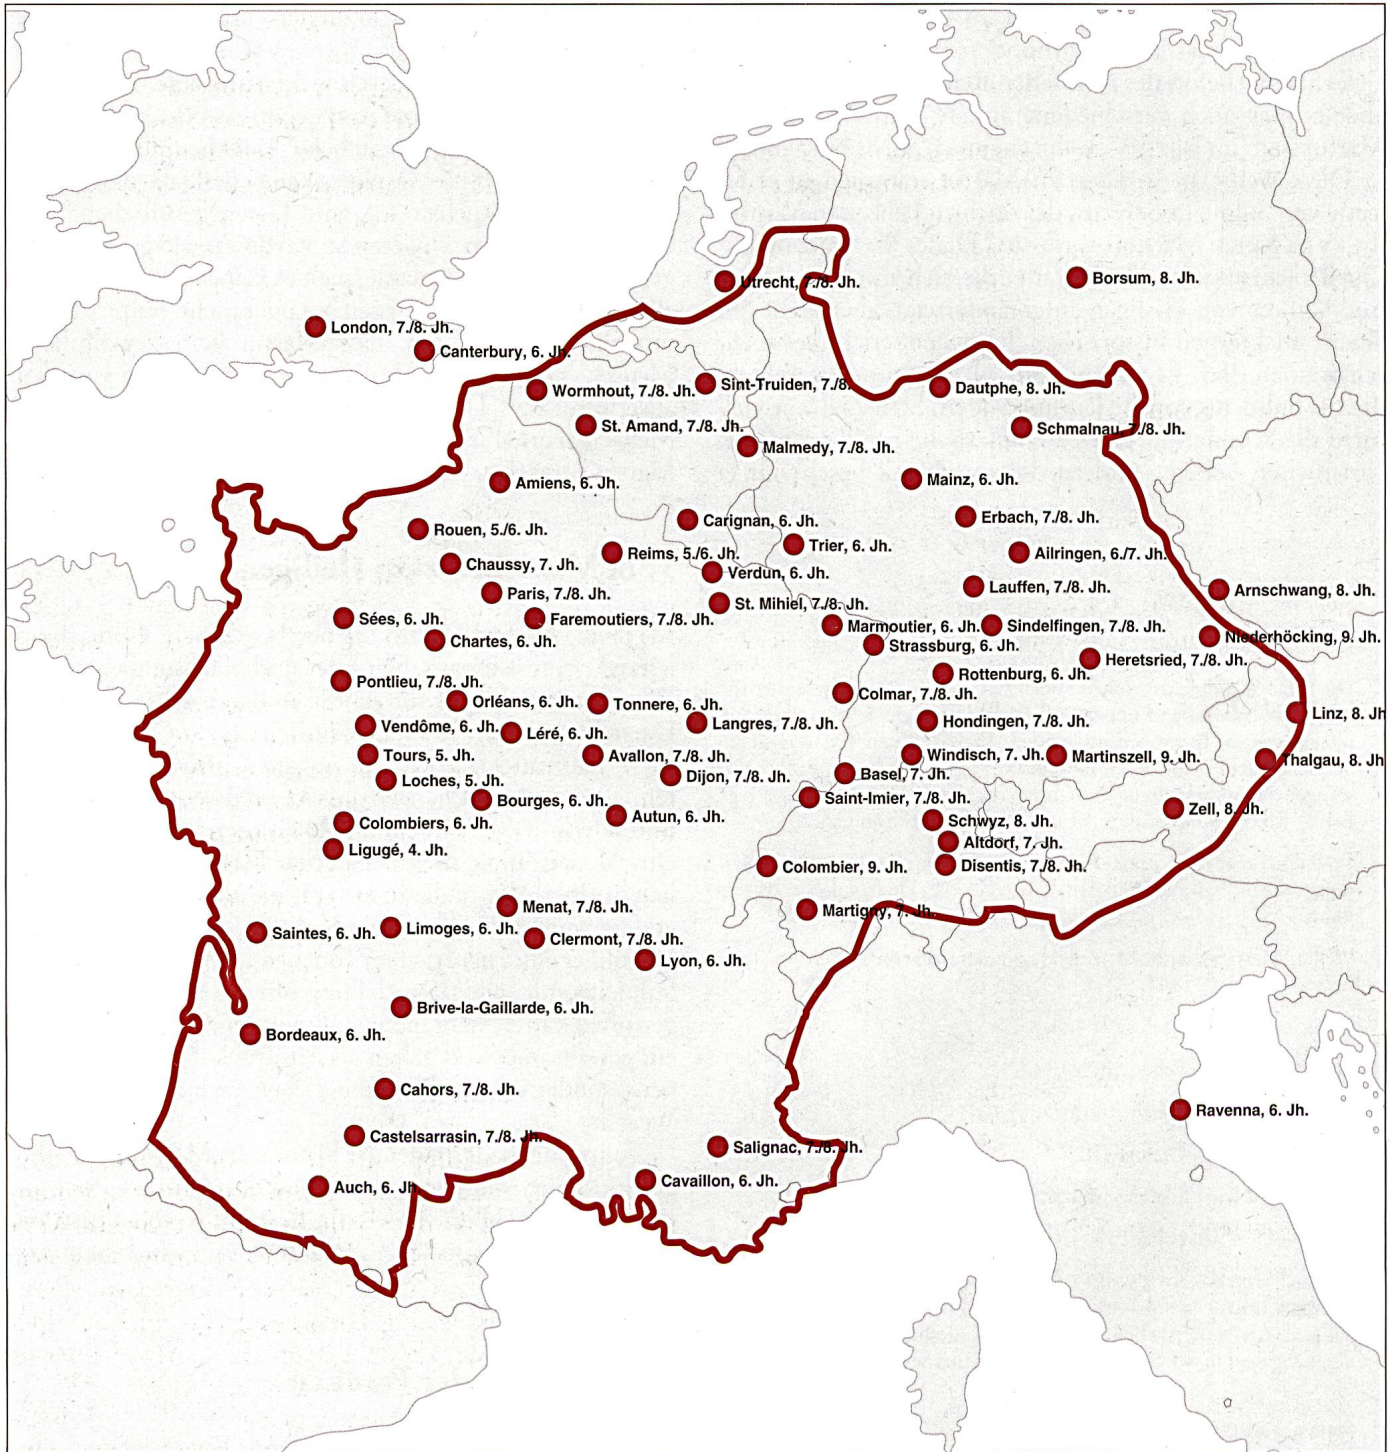 Utrecht, 7./8. Jh.
Borsum, 8. Jh.
London, 7./8. Jh.
Canterbury, 6. Jh.
Wormhout, 7./8. Jh.
Sint-Truiden, 7./8.
Dautphe, 8. Jh.
St. Amand, 7./8. Jh.
Schmalnau, 7./8. Jh.
Malmedy, 7./8. Jh.
Amiens, 6. Jh.
Mainz, 6. Jh.
Carignan, 6. Jh.
Erbach, 7./8. Jh.
Rouen, 5./6. Jh.
Reims, 5./6. Jh.
Trier, 6. Jh.
Ailringen, 6./7. Jh.
Chaussy, 7. Jh.
Verdun, 6. Jh.
Paris, 7./8. Jh.
Lauffen, 7./8. Jh.
Arnschwang, 8. Jh.
St. Mihiel, 7./8. Jh.
Sées, 6. Jh.
Faremoutiers, 7./8. Jh.
Marmoutier, 6. Jh.
Sindelfingen, 7./8. Jh.
Niederhöcking, 9. Jh.
Chartes, 6. Jh.
Strassburg, 6. Jh.
Heretsried, 7./8. Jh.
Rottenburg, 6. Jh.
Pontlieu, 7./8. Jh.
Colmar, 7./8. Jh.
Orléans, 6. Jh.
Tonnere, 6. Jh.
Linz, 8. Jh
Langres, 7./8. Jh.
Hondingen, 7./8. Jh.
Vendôme, 6. Jh.
Léré, 6. Jh.
Tours, 5. Jh.
Avallon, 7./8. Jh.
Windisch, 7. Jh.
Martinszell, 9. Jh.
Thalgau, 8. Jh
Loches, 5. Jh.
Dijon, 7./8. Jh.
Basel, 7. Jh.
Bourges, 6. Jh.
Saint-Imier, 7./8. Jh.
Zell, 8. Jh.
Colombiers, 6. Jh.
Autun, 6. Jh.
Schwyz, 8. Jh.
Altdorf, 7. Jh.
Ligugé, 4. Jh.
Colombier, 9. Jh.
Disentis, 7./8. Jh.
Menat, 7./8. Jh.
Martigny, 7. Jh.
Saintes, 6. Jh.
Limoges, 6. Jh.
Clermont, 7./8. Jh.
Lyon, 6. Jh.
Brive-la-Gaillarde, 6. Jh.
Bordeaux, 6. Jh.
Cahors, 7./8. Jh.
Ravenna, 6. Jh.
Castelsarrasin, 7./8. Jh.
Salignac, 7./8. Jh.
Auch, 6. Jh
Cavaillon, 6. Jh.